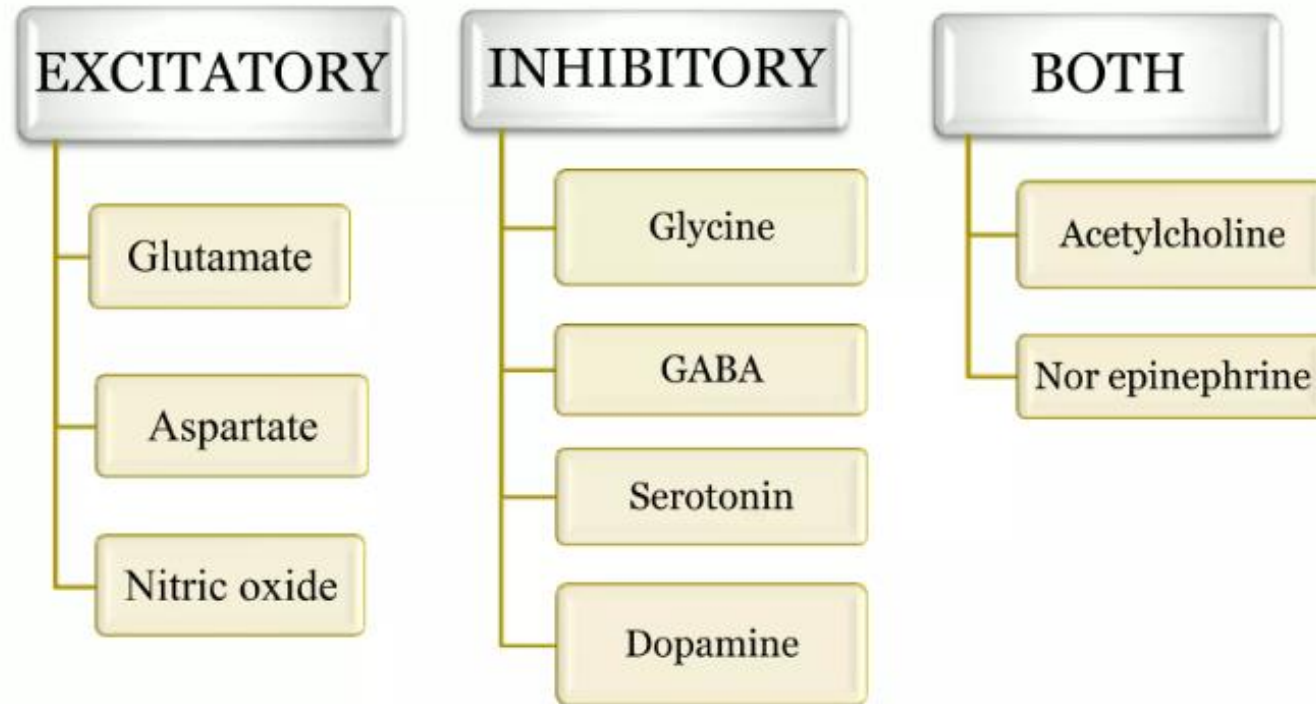 EXCITATORY
Glutamate
Aspartate
Nitric oxide
INHIBITORY
Glycine
GABA
Serotonin
Dopamine
BOTH
Acetylcholine
Nor epinephrine